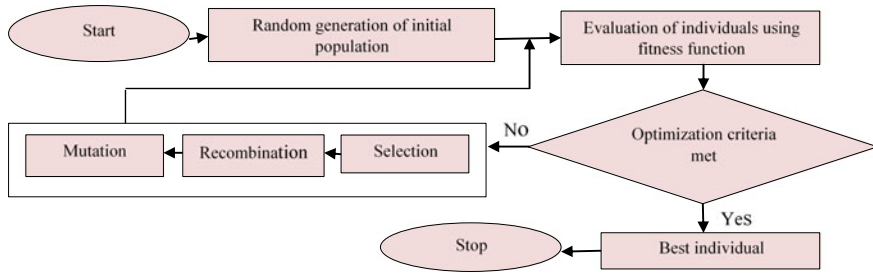 Start
Random generation of initial
population
Evaluation of individuals using
fitness function
Optimization criteria
met
No
Selection
Recombination
Mutation
Yes
Best individual
Stop